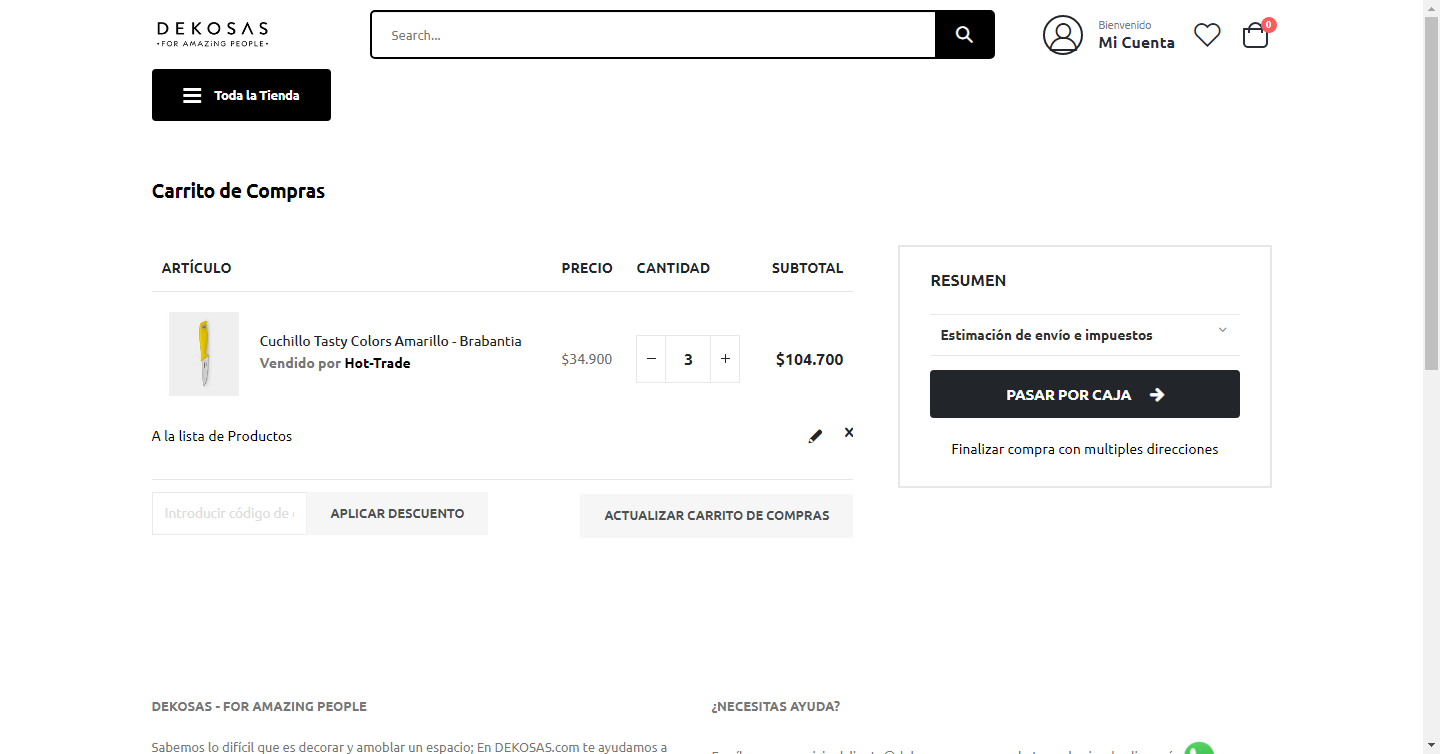 DEKOSAS
•FOR AMAZiNG PEOPLE•
Search...
Bienvenido
Mi Cuenta
0
Toda la Tienda
Carrito de Compras
ARTÍCULO PRECIO CANTIDAD SUBTOTAL
Cuchillo Tasty Colors Amarillo - Brabantia
Vendido por Hot-Trade
$34.900
− 3 +
$104.700
A la lista de Productos
Introducir código de
APLICAR DESCUENTO
ACTUALIZAR CARRITO DE COMPRAS
RESUMEN
Estimación de envío e impuestos
PASAR POR CAJA
Finalizar compra con multiples direcciones
DEKOSAS - FOR AMAZING PEOPLE
Sabemos lo difícil que es decorar y amoblar un espacio; En DEKOSAS.com te ayudamos a
¿NECESITAS AYUDA?